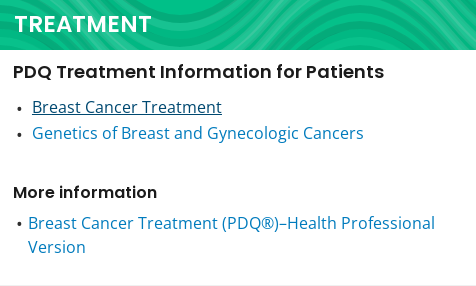 TREATMENT
PDQ Treatment Information for Patients
• Breast Cancer Treatment
• Genetics of Breast and Gynecologic Cancers
More information
• Breast Cancer Treatment (PDQ®)–Health Professional
Version